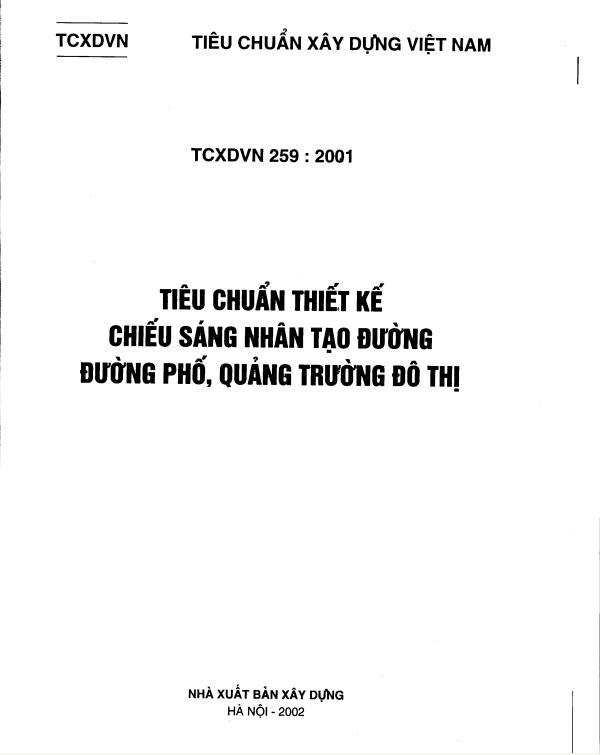 TCXDVN
TIÊU CHUẨN XÂY DỰNG VIỆT NAM
TCXDVN 259 : 2001
TIÊU CHUẨN THIẾT KẾ
CHIẾU SÁNG NHÂN TẠO ĐƯỜNG
ĐƯỜNG PHỐ, QUẢNG TRƯỜNG ĐÔ THỊ
NHÀ XUẤT BẢN XÂY DỰNG
HÀ NỘI - 2002